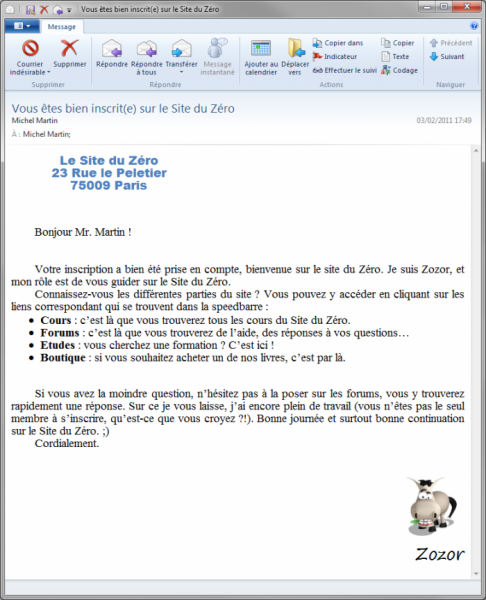 Vous êtes bien inscrit(e) sur le Site du Zéro
Message
Courrier indésirable
Supprimer
Répondre
Répondre à tous
Transférer
Message instantané
Ajouter au calendrier
Déplacer vers
Copier dans
Indicateur
Effectuer le suivi
Copier
Texte
Codage
Précédent
Suivant
Supprimer
Répondre
Actions
Naviguer
Vous êtes bien inscrit(e) sur le Site du Zéro
Michel Martin
03/02/2011 17:49
À : Michel Martin;
Le Site du Zéro
23 Rue le Peletier
75009 Paris
Bonjour Mr. Martin !
Votre inscription a bien été prise en compte, bienvenue sur le site du Zéro. Je suis Zozor, et
mon rôle est de vous guider sur le Site du Zéro.
Connaissez-vous les différentes parties du site ? Vous pouvez y accéder en cliquant sur les
liens correspondant qui se trouvent dans la speedbarre :
• Cours : c’est là que vous trouverez tous les cours du Site du Zéro.
• Forums : c’est là que vous trouverez de l’aide, des réponses à vos questions…
• Etudes : vous cherchez une formation ? C’est ici !
• Boutique : si vous souhaitez acheter un de nos livres, c’est par là.
Si vous avez la moindre question, n’hésitez pas à la poser sur les forums, vous y trouverez
rapidement une réponse. Sur ce je vous laisse, j’ai encore plein de travail (vous n’êtes pas le seul
membre à s’inscrire, qu’est-ce que vous croyez ?!). Bonne journée et surtout bonne continuation
sur le Site du Zéro. ;)
Cordialement.
Zozor